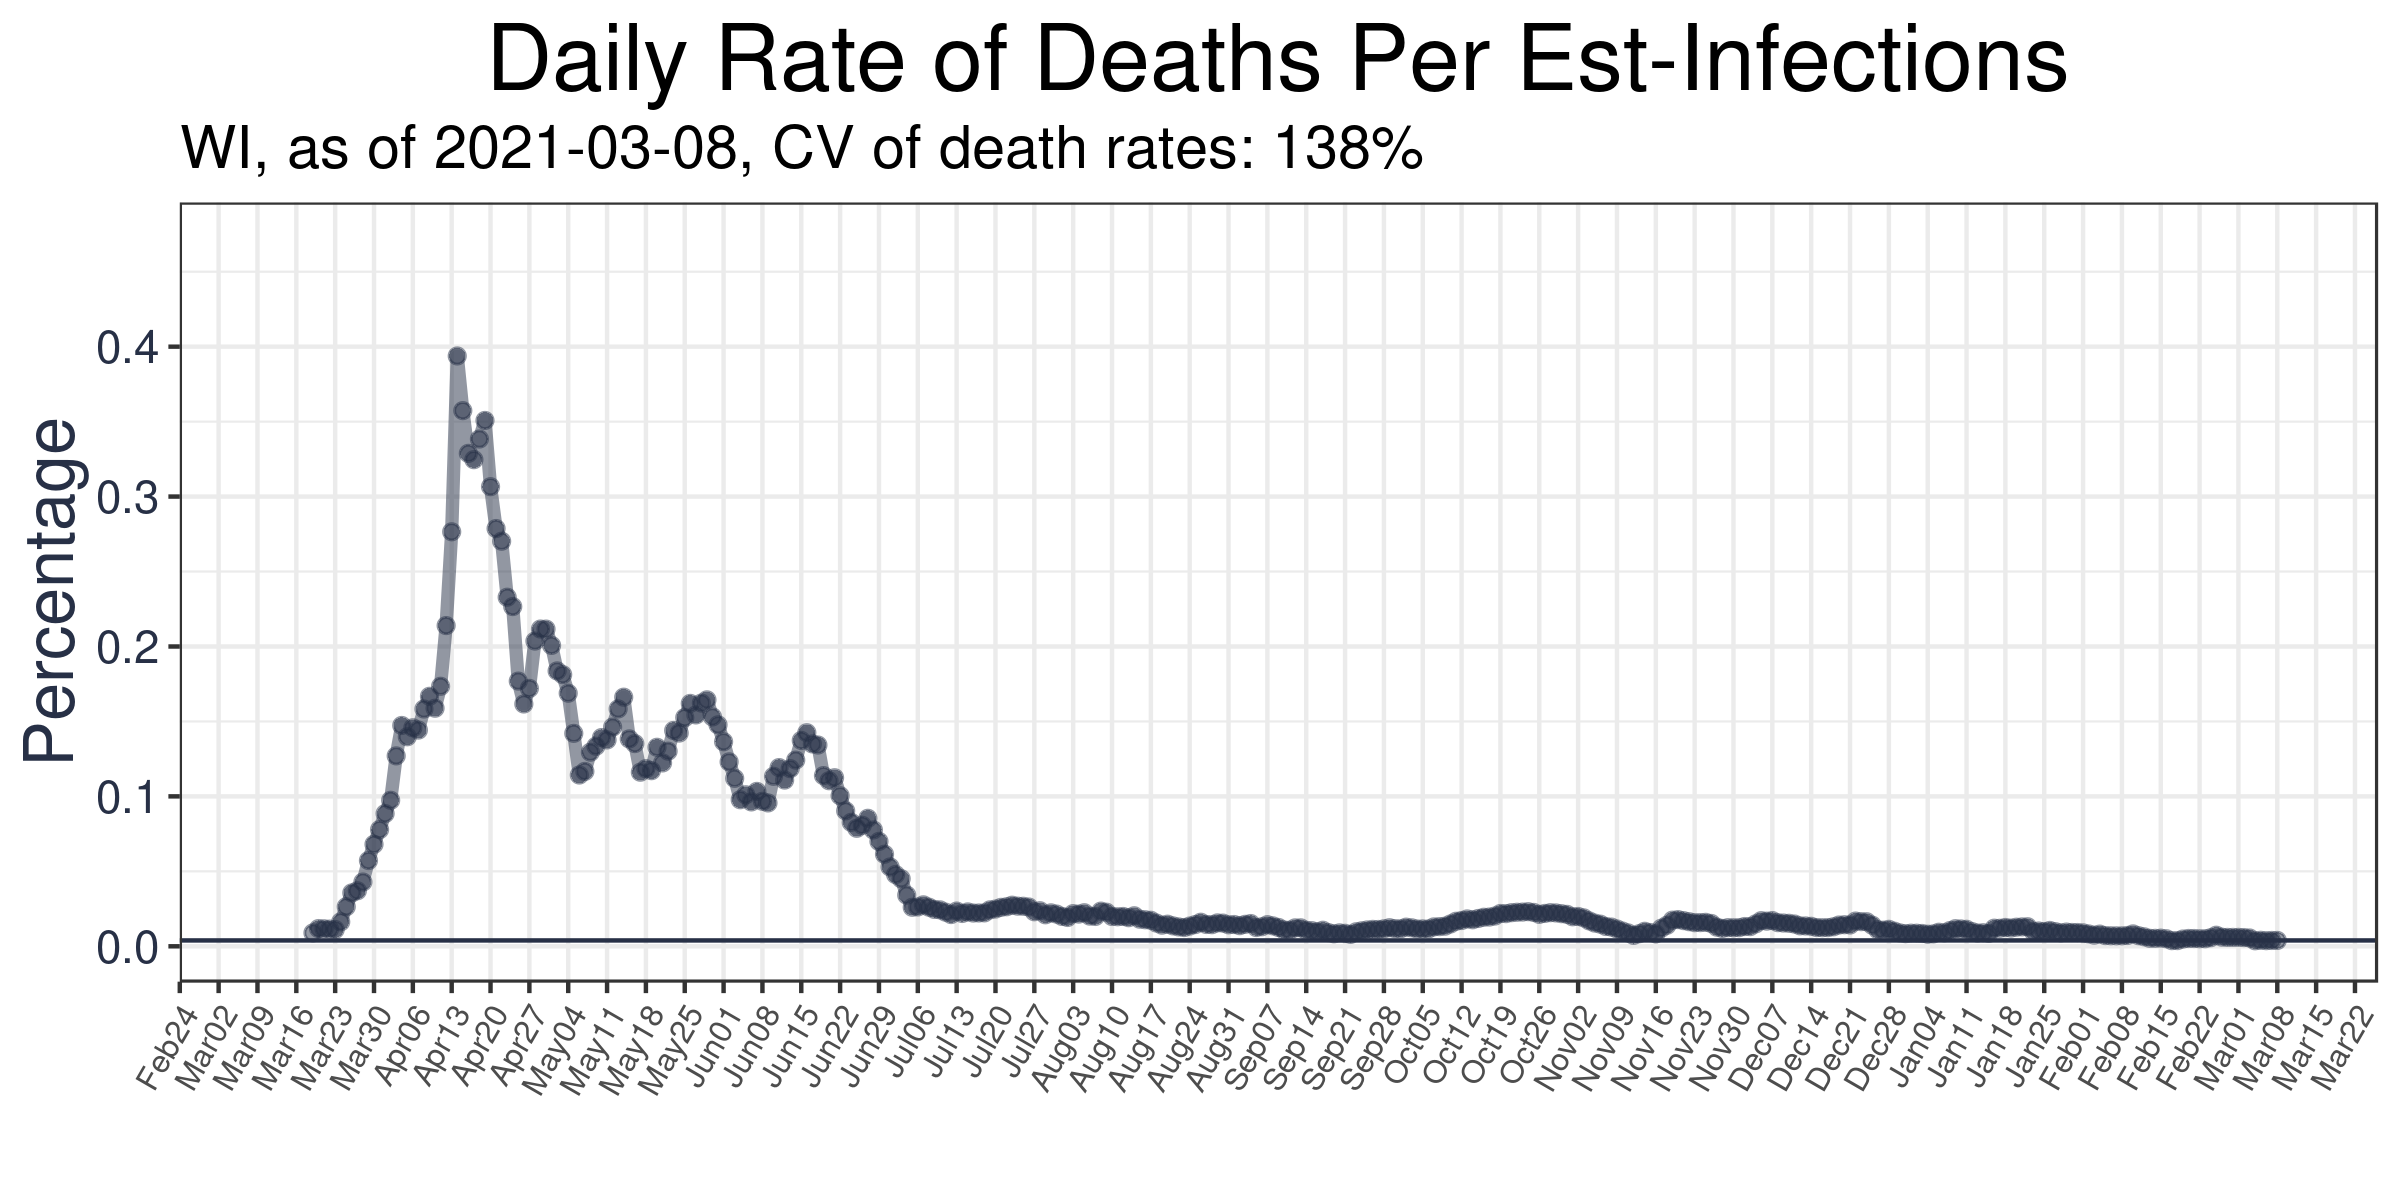 Daily Rate of Deaths Per Est-Infections
WI, as of 2021-03-08, CV of death rates: 138%
Percentage
0.4
0.3
0.2
0.1
0.0
Feb24
Mar02
Mar09
Mar16
Mar23
Mar30
Apr06
Apr13
Apr20
Apr27
May04
May11
May18
May25
Jun01
Jun08
Jun15
Jun22
Jun29
Jul06
Jul13
Jul20
Jul27
Aug03
Aug10
Aug17
Aug24
Aug31
Sep07
Sep14
Sep21
Sep28
Oct05
Oct12
Oct19
Oct26
Nov02
Nov09
Nov16
Nov23
Nov30
Dec07
Dec14
Dec21
Dec28
Jan04
Jan11
Jan18
Jan25
Feb01
Feb08
Feb15
Feb22
Mar01
Mar08
Mar15
Mar22